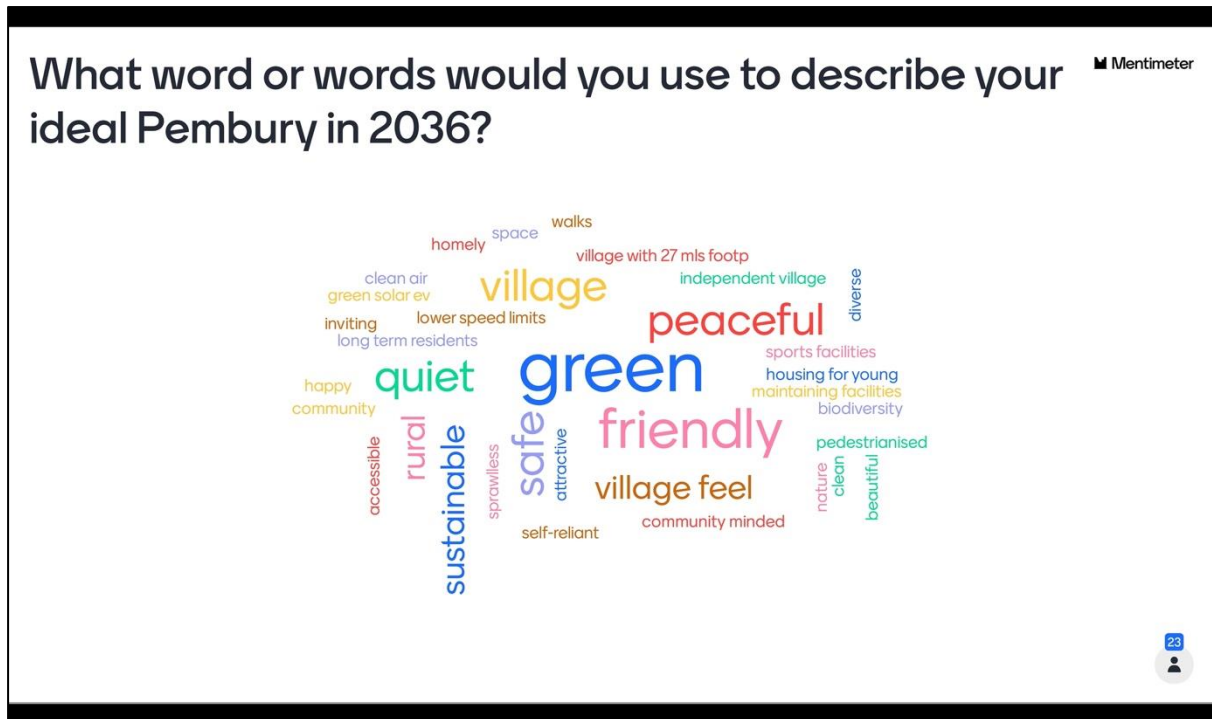 What word or words would you use to describe your
ideal Pembury in 2036?
Mentimeter
walks
space
homely
village with 27 mls footp
clean air
village
independent village
diverse
green solar ev
inviting
lower speed limits
peaceful
long term residents
sports facilities
quiet
green
housing for young
happy
maintaining facilities
community
biodiversity
rural
safe
friendly
sustainable
attractive
pedestrianised
accessible
sprawlless
village feel
nature
clean
beautiful
community minded
self-reliant
23